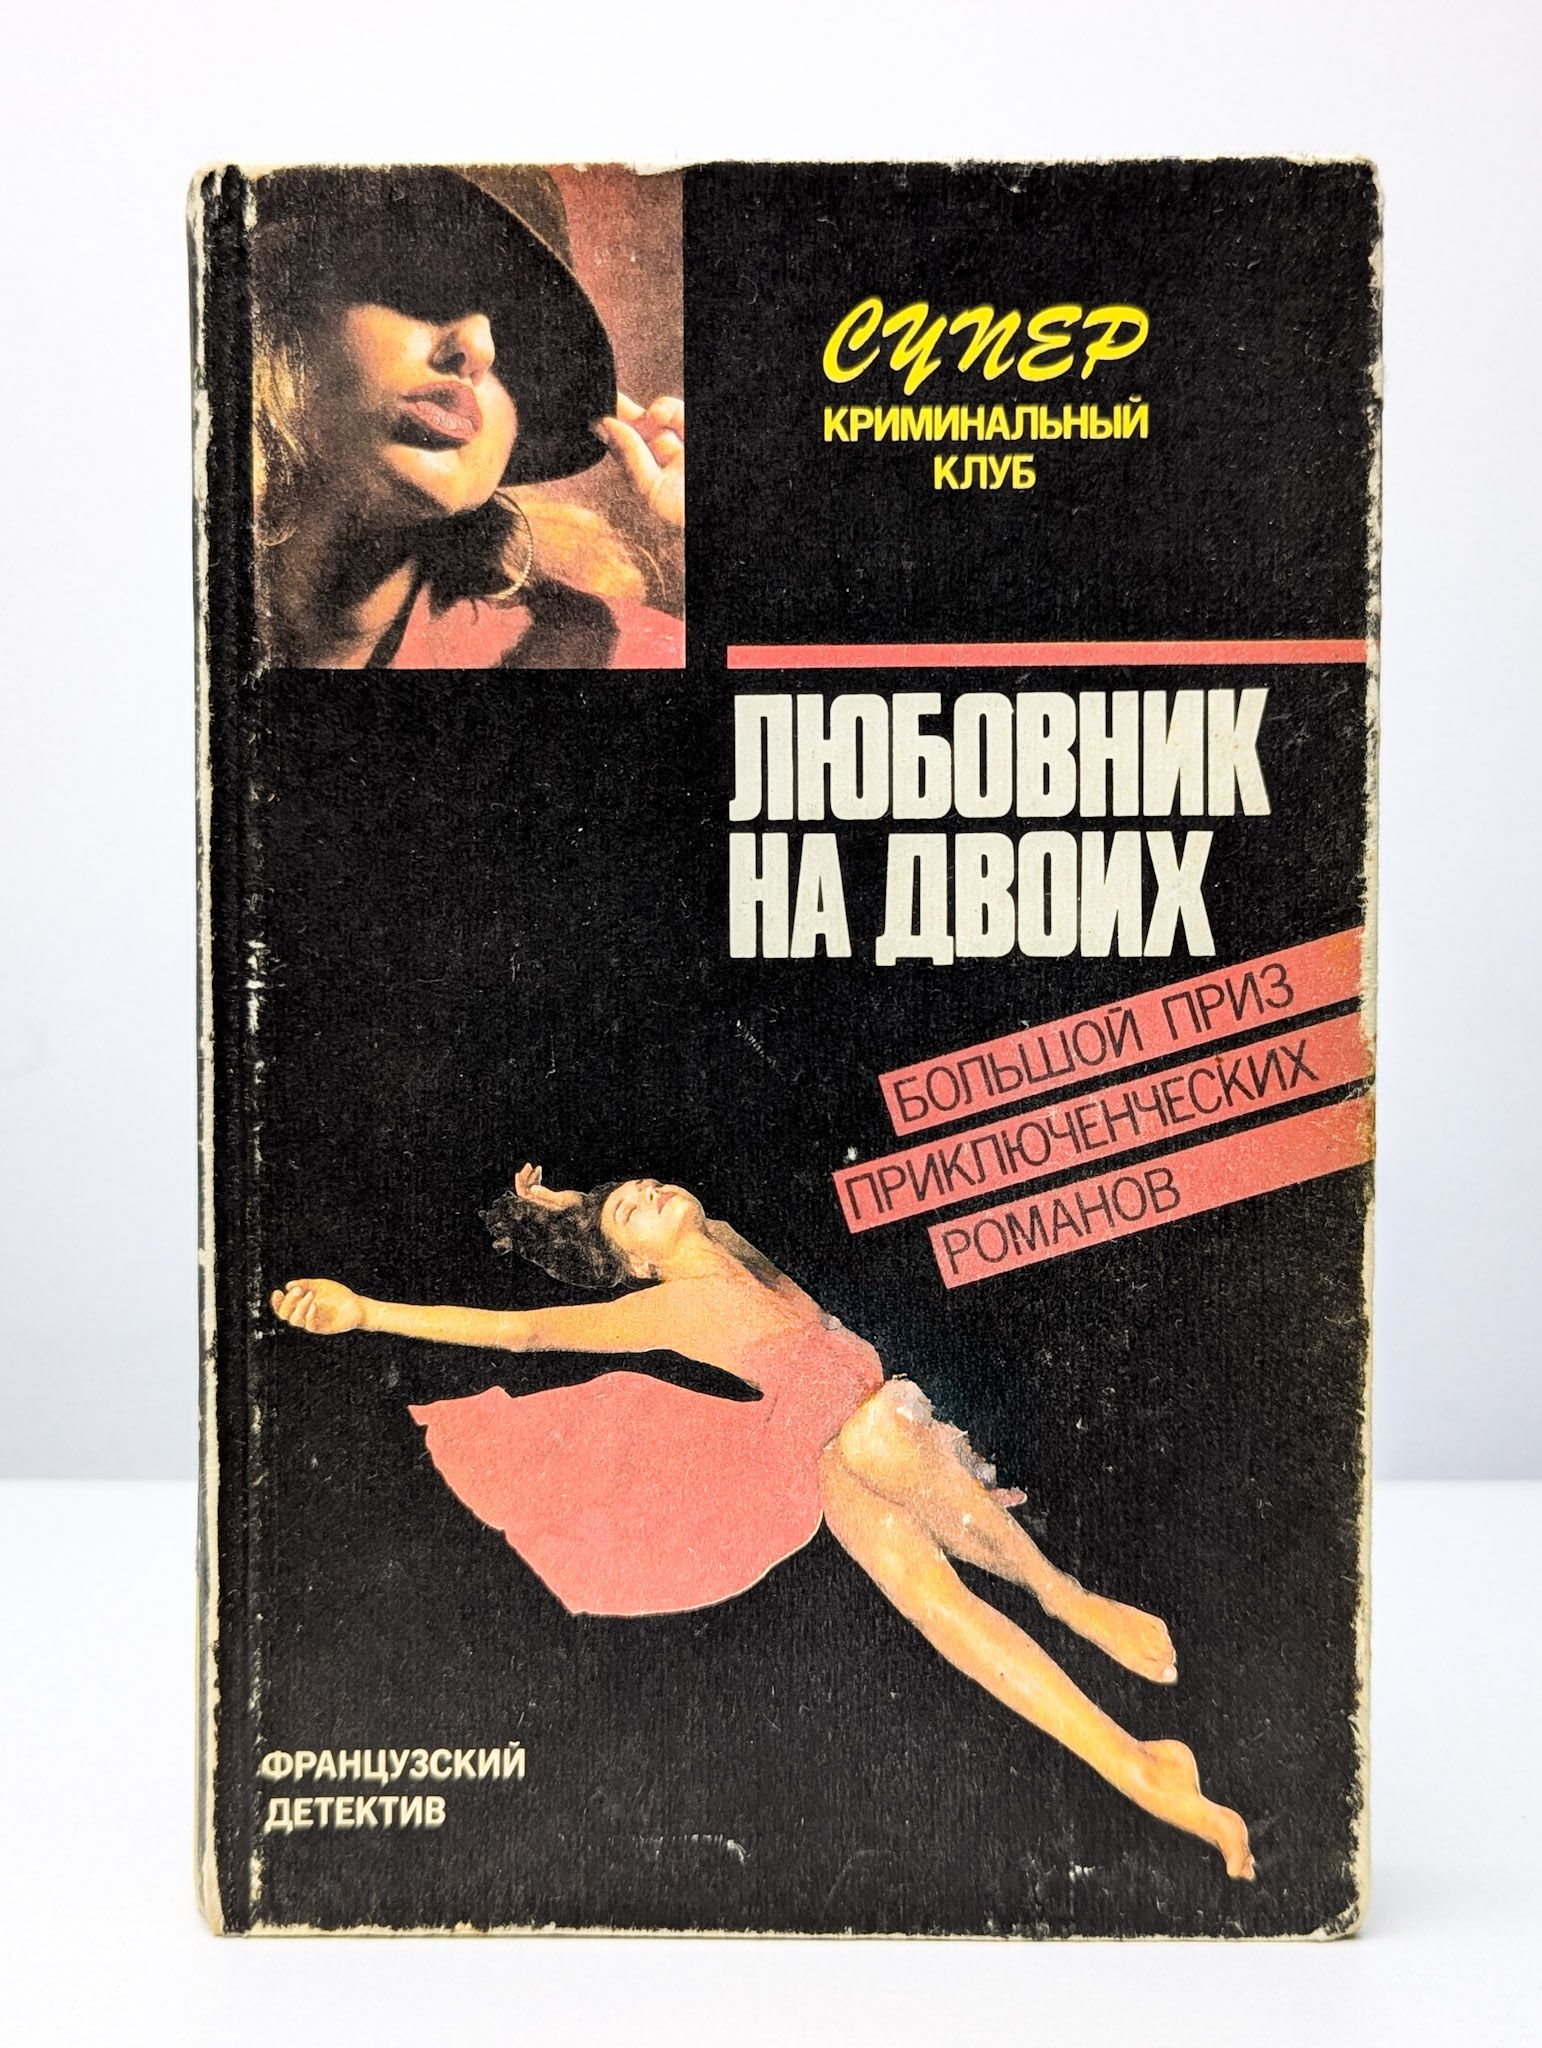 СУПЕР
КРИМИНАЛЬНЫЙ
КЛУБ
ЛЮБОВНИК
НА ДВОИХ
БОЛЬШОЙ ПРИЗ
ПРИКЛЮЧЕНЧЕСКИХ
РОМАНОВ
ФРАНЦУЗСКИЙ
ДЕТЕКТИВ